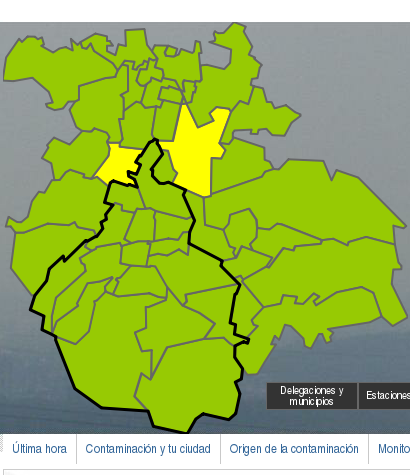 Delegaciones y
municipios
Estaciones
Última hora
Contaminación y tu ciudad
Origen de la contaminación
Monito